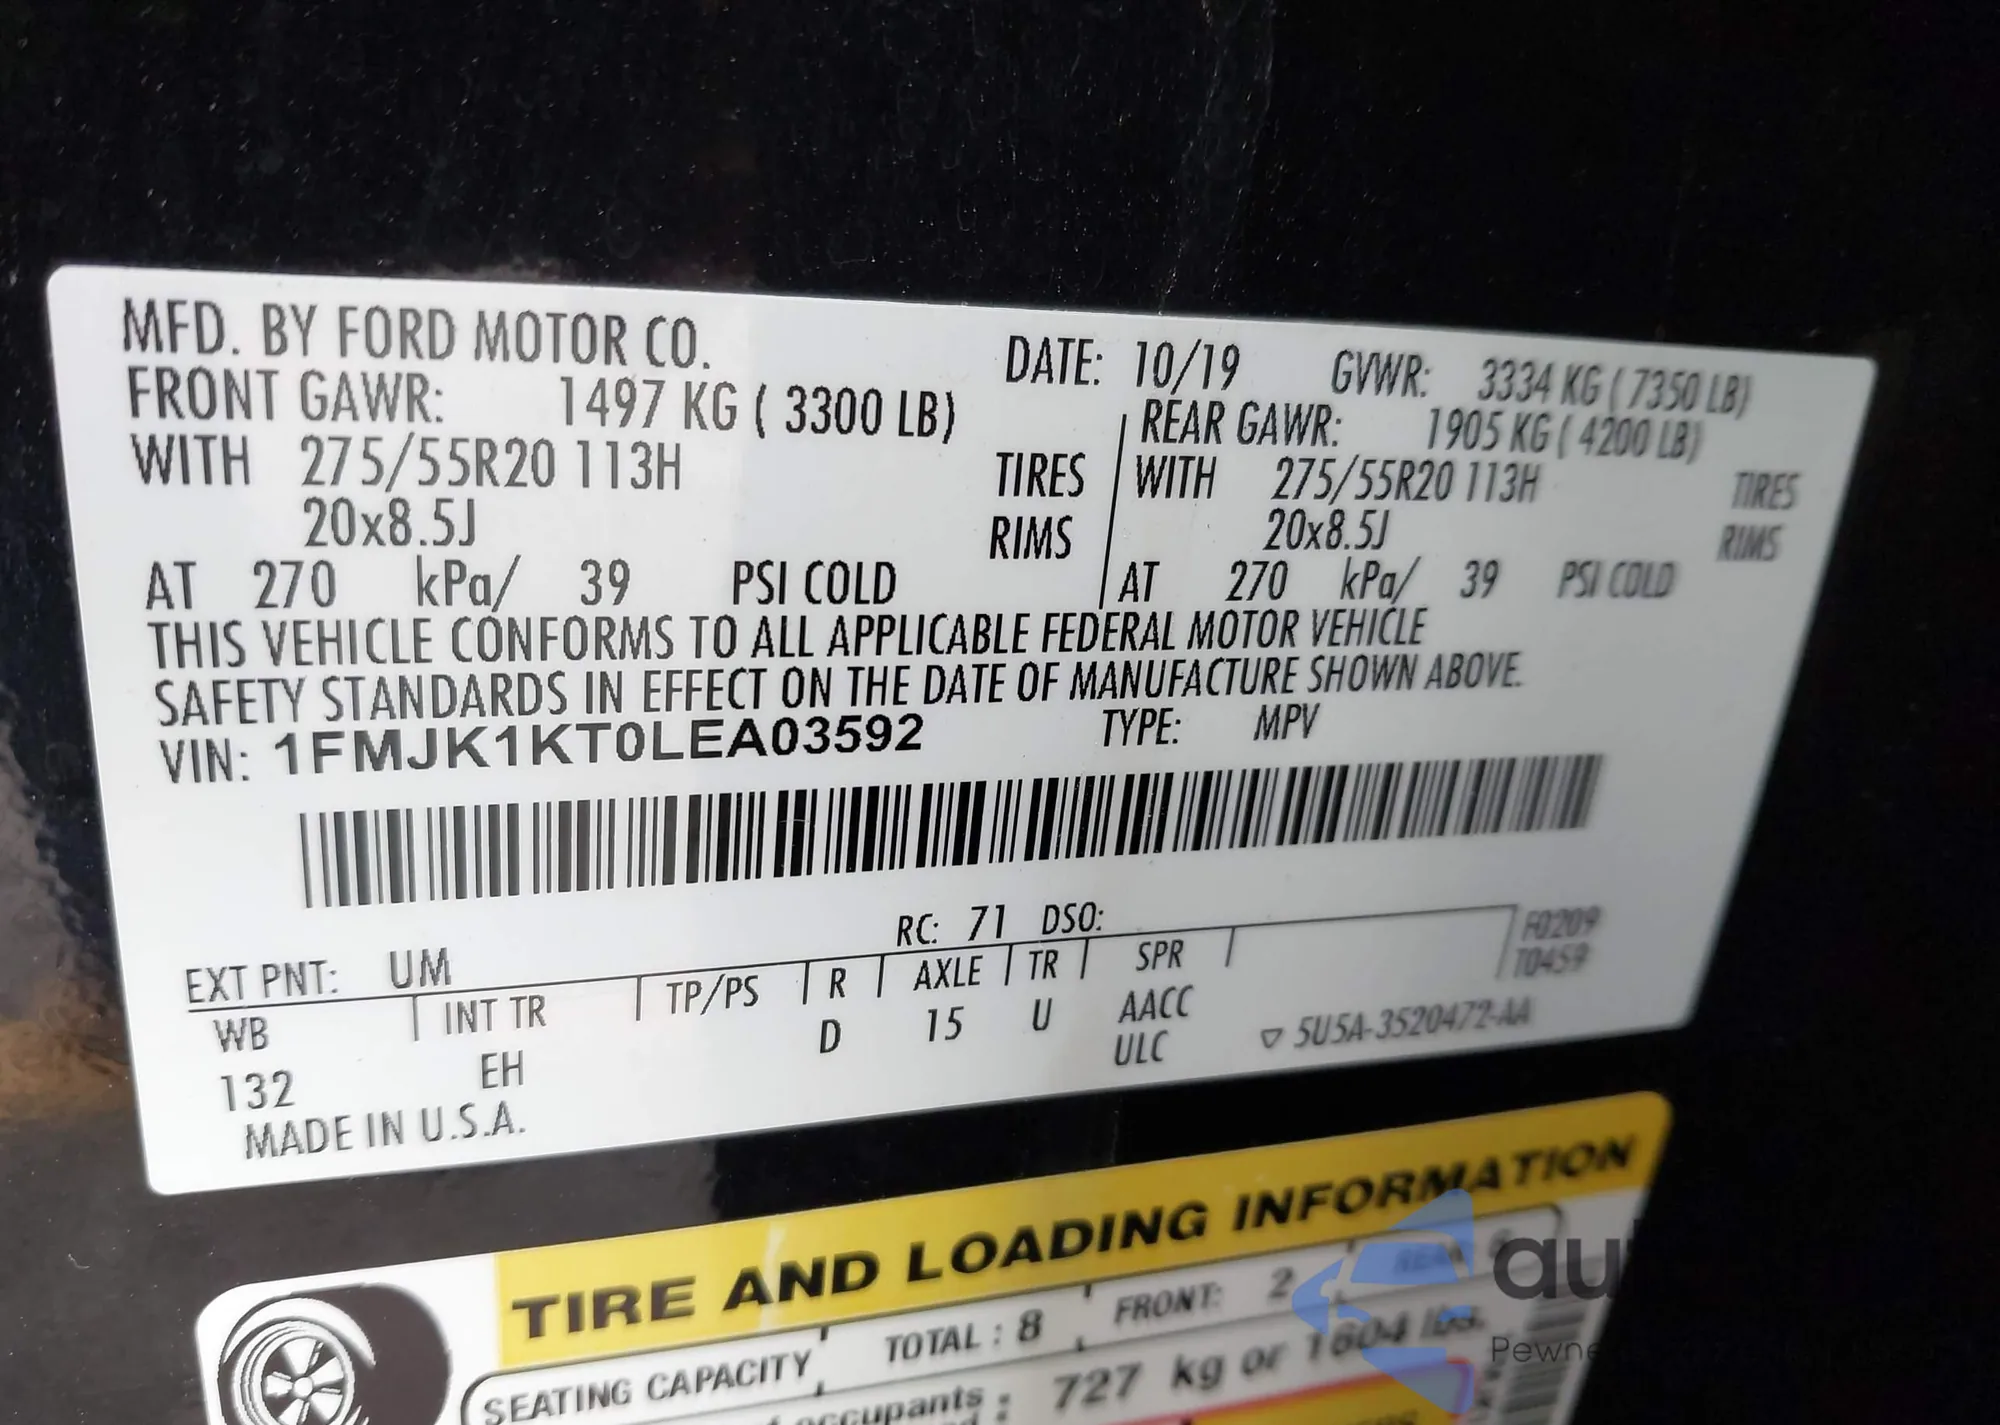 MFD. BY FORD MOTOR CO.
DATE: 10/19 GVWR: 3334 KG ( 7350 LB)
FRONT GAWR: 1497 KG ( 3300 LB)
REAR GAWR: 1905 KG ( 4200 LB)
WITH 275/55R20 113H TIRES
WITH 275/55R20 113H TIRES
20x8.5J RIMS
20x8.5J RIMS
AT 270 kPa/ 39 PSI COLD
AT 270 kPa/ 39 PSI COLD
THIS VEHICLE CONFORMS TO ALL APPLICABLE FEDERAL MOTOR VEHICLE
SAFETY STANDARDS IN EFFECT ON THE DATE OF MANUFACTURE SHOWN ABOVE.
VIN: 1FMJK1KT0LEA03592 TYPE: MPV
EXT PNT: UM RC: 71 DSO: F0209
T0459
WB INT TR TP/PS R AXLE TR SPR
132 EH D 15 U AACC
ULC ▽ 5U5A-3520472-AA
MADE IN U.S.A.
TIRE AND LOADING INFORMATION
SEATING CAPACITY TOTAL : 8 FRONT: 2 REAR 6
occupants : 727 kg or 1604 lbs.
au